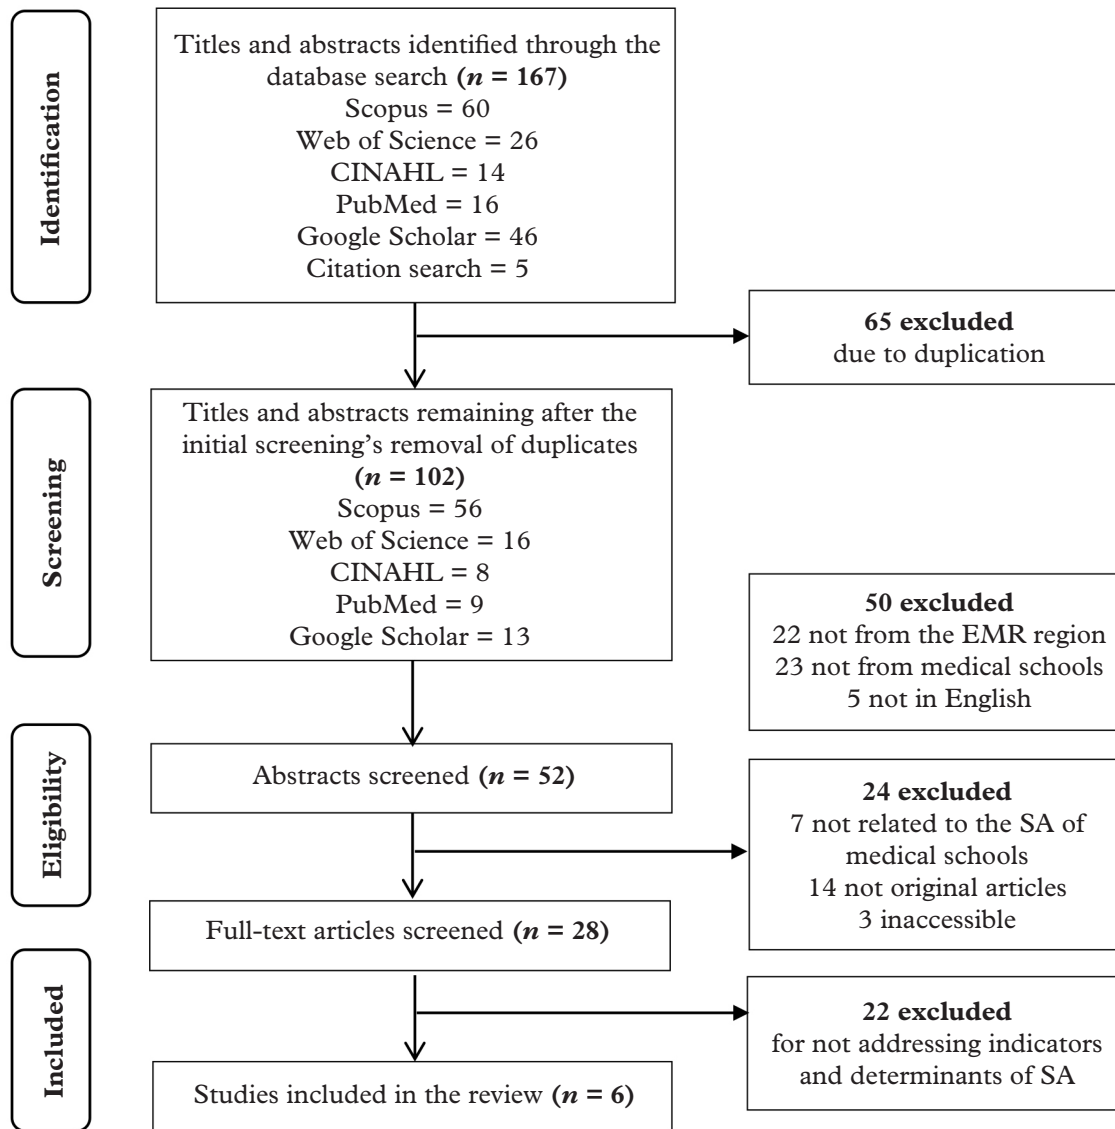 Identification
Titles and abstracts identified through the
database search (n = 167)
Scopus = 60
Web of Science = 26
CINAHL = 14
PubMed = 16
Google Scholar = 46
Citation search = 5
65 excluded
due to duplication
Screening
Titles and abstracts remaining after the
initial screening's removal of duplicates
(n = 102)
Scopus = 56
Web of Science = 16
CINAHL = 8
PubMed = 9
Google Scholar = 13
50 excluded
22 not from the EMR region
23 not from medical schools
5 not in English
Eligibility
Abstracts screened (n = 52)
24 excluded
7 not related to the SA of
medical schools
14 not original articles
3 inaccessible
Full-text articles screened (n = 28)
Included
22 excluded
for not addressing indicators
and determinants of SA
Studies included in the review (n = 6)